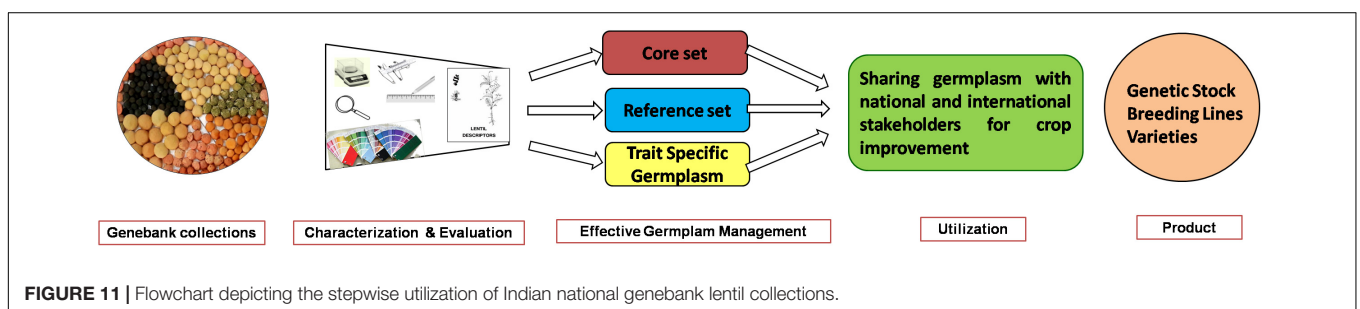 LENTIL
DESCRIPTORS
Core set
Reference set
Trait Specific
Germplasm
Sharing germplasm with
national and international
stakeholders for crop
improvement
Genetic Stock
Breeding Lines
Varieties
Genebank collections
Characterization & Evaluation
Effective Germplam Management
Utilization
Product
FIGURE 11 | Flowchart depicting the stepwise utilization of Indian national genebank lentil collections.